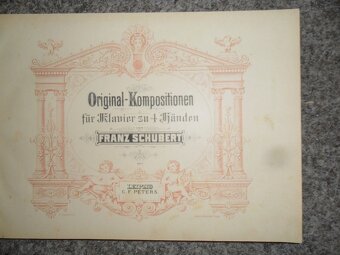 Original-Kompositionen
für Klavier zu 4 Händen
FRANZ SCHUBERT
LEIPZIG
C. F. PETERS.